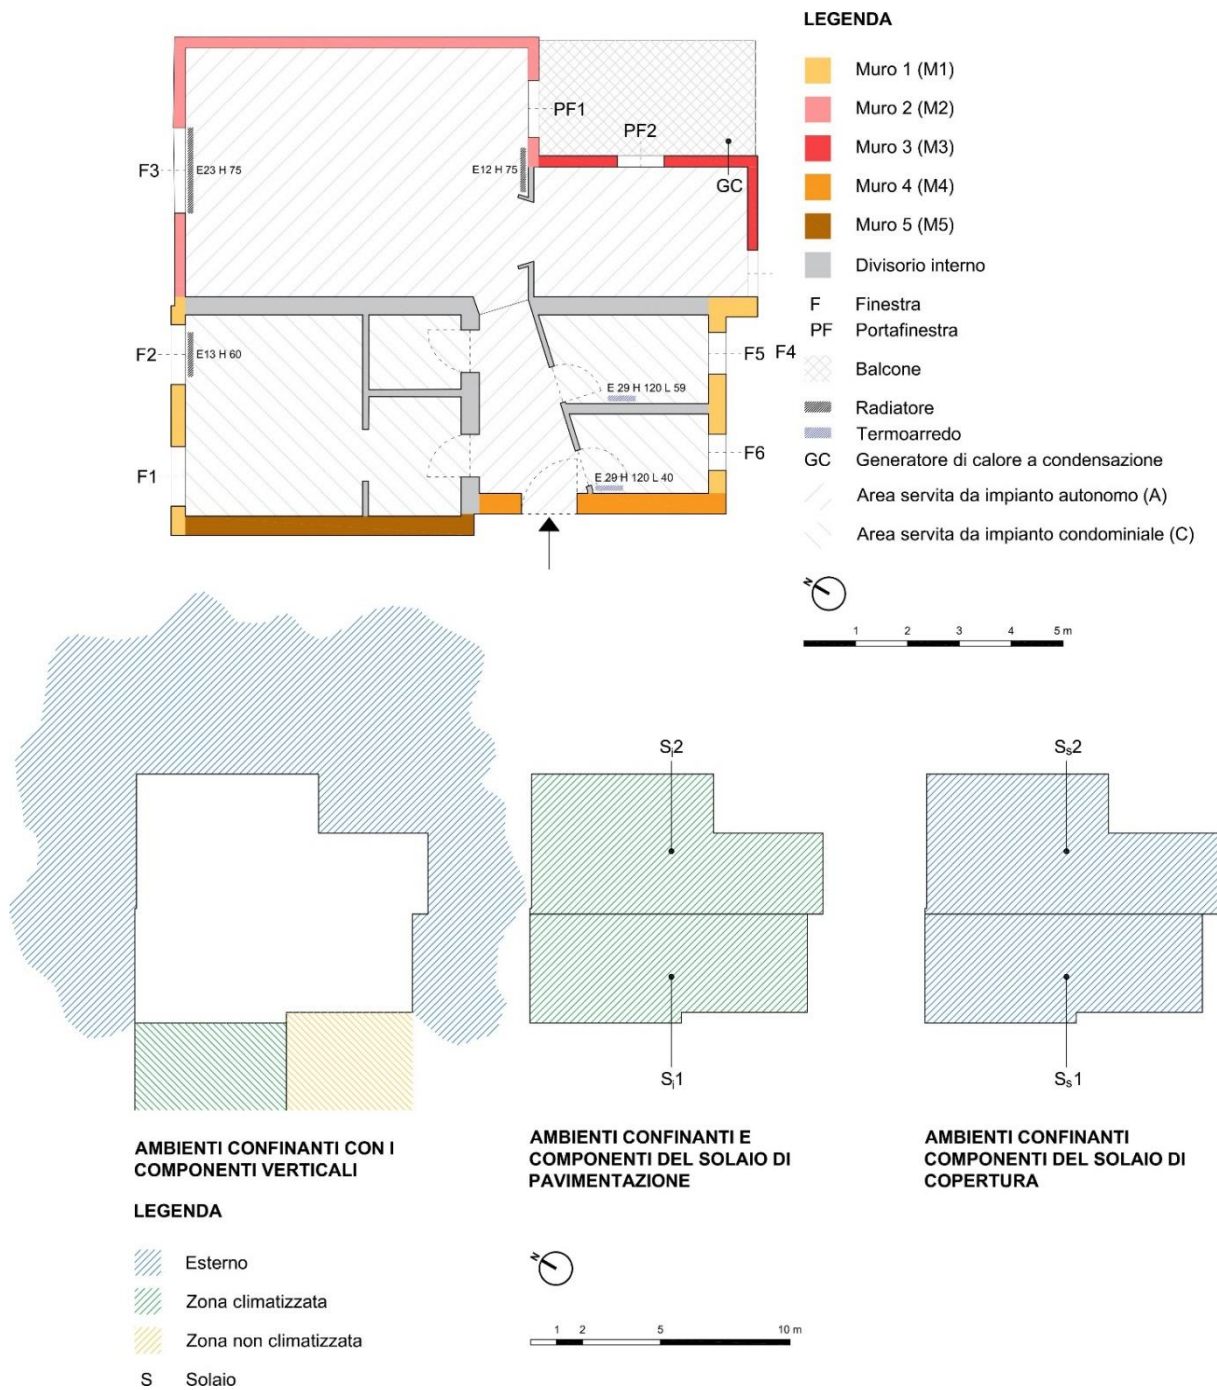 LEGENDA
Muro 1 (M1)
Muro 2 (M2)
Muro 3 (M3)
Muro 4 (M4)
Muro 5 (M5)
Divisorio interno
F Finestra
PF Portafinestra
Balcone
Radiatore
Termoarredo
GC Generatore di calore a condensazione
Area servita da impianto autonomo (A)
Area servita da impianto condominiale (C)
N
1 2 3 4 5 m
PF1
PF2
F3
E23 H 75
E12 H 75
GC
F2
E13 H 60
F5 F4
E 29 H 120 L 59
F1
F6
E 29 H 120 L 40
Si2
Ss2
Si1
Ss1
AMBIENTI CONFINANTI CON I
COMPONENTI VERTICALI
AMBIENTI CONFINANTI E
COMPONENTI DEL SOLAIO DI
PAVIMENTAZIONE
AMBIENTI CONFINANTI
COMPONENTI DEL SOLAIO DI
COPERTURA
LEGENDA
Esterno
Zona climatizzata
Zona non climatizzata
S Solaio
N
1 2 5 10 m